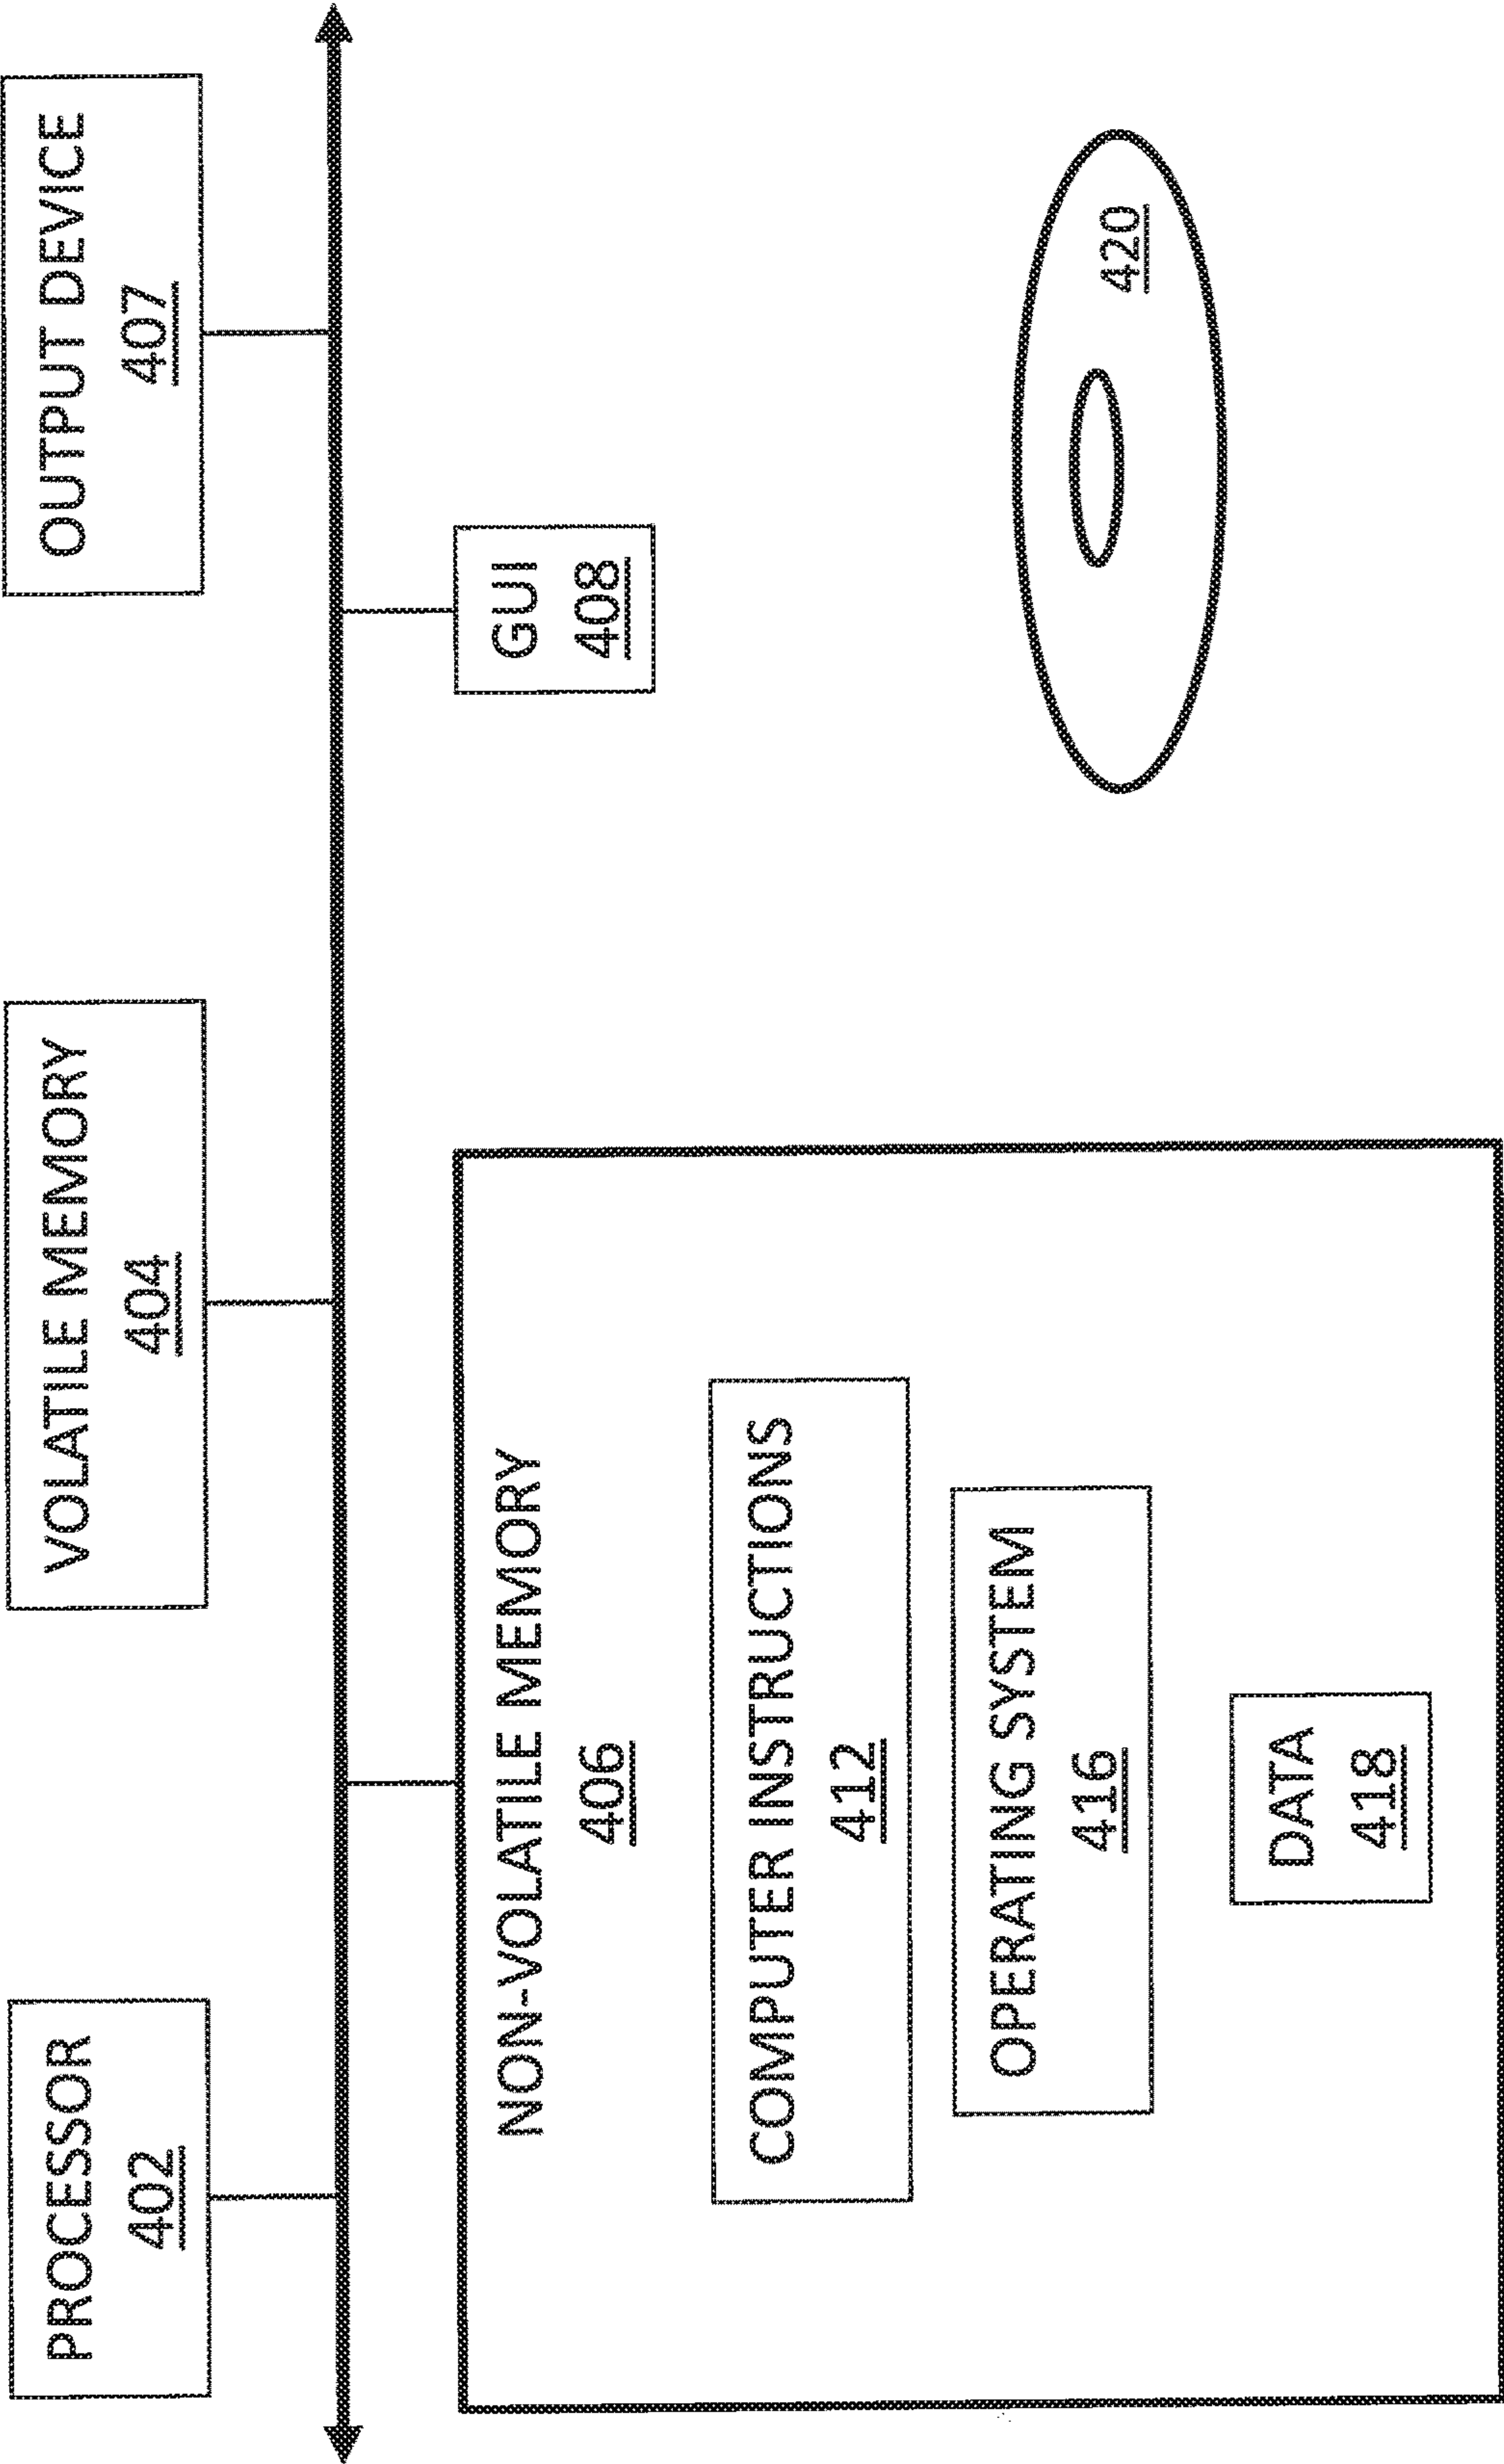 PROCESSOR
402
VOLATILE MEMORY
404
OUTPUT DEVICE
407
NON-VOLATILE MEMORY
406
COMPUTER INSTRUCTIONS
412
OPERATING SYSTEM
416
DATA
418
GUI
408
420